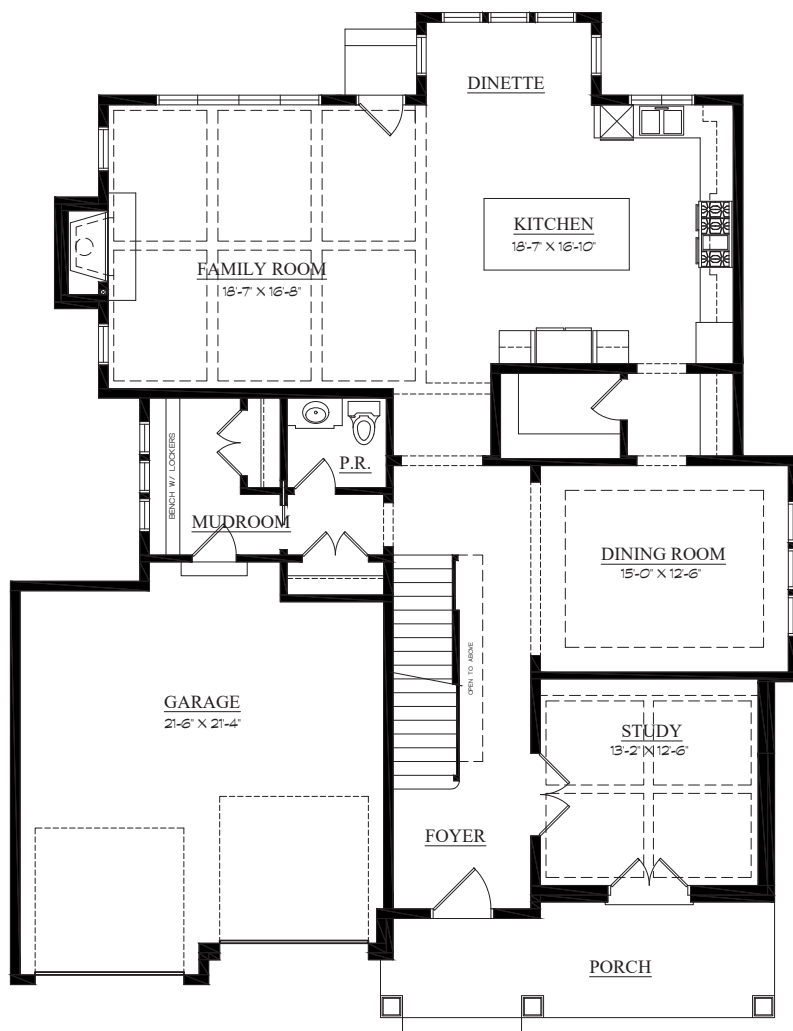 DINETTE
KITCHEN
18'-7" X 16'-10"
FAMILY ROOM
18'-7" X 16'-8"
BENCH W/ LOCKERS
P.R.
MUDROOM
DINING ROOM
15'-0" X 12'-6"
OPEN TO ABOVE
GARAGE
21'-6" X 21'-4"
STUDY
13'-2" X 12'-6"
FOYER
PORCH